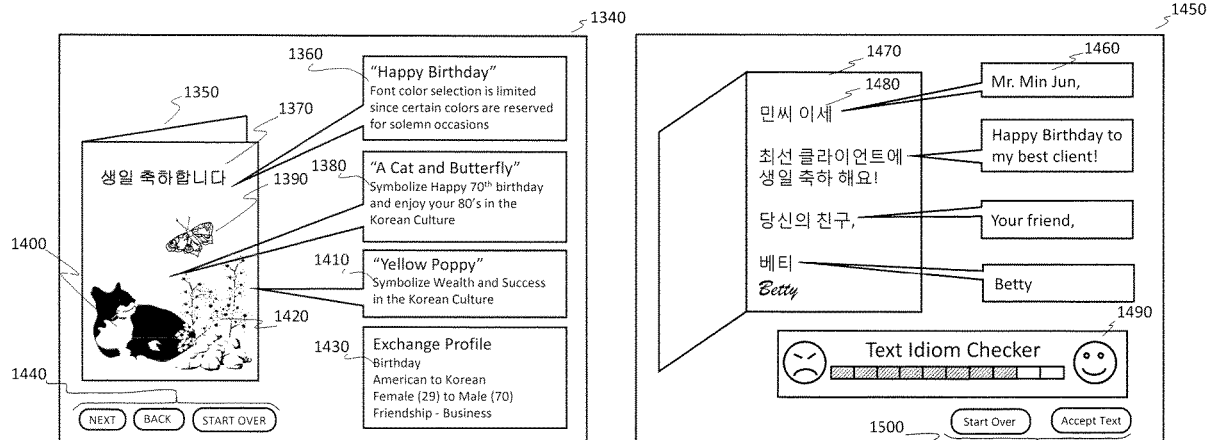 1340
1350
1360
1370
1380
1390
1400
1410
1420
1430
1440
생일 축하합니다
"Happy Birthday"
Font color selection is limited
since certain colors are reserved
for solemn occasions
"A Cat and Butterfly"
Symbolize Happy 70th birthday
and enjoy your 80's in the
Korean Culture
"Yellow Poppy"
Symbolize Wealth and Success
in the Korean Culture
Exchange Profile
Birthday
American to Korean
Female (29) to Male (70)
Friendship - Business
NEXT BACK START OVER
1450
1460
1470
1480
민씨 이세
최선 클라이언트에
생일 축하 해요!
당신의 친구,
베티
Betty
Mr. Min Jun,
Happy Birthday to
my best client!
Your friend,
Betty
1490
Text Idiom Checker
Start Over Accept Text
1500